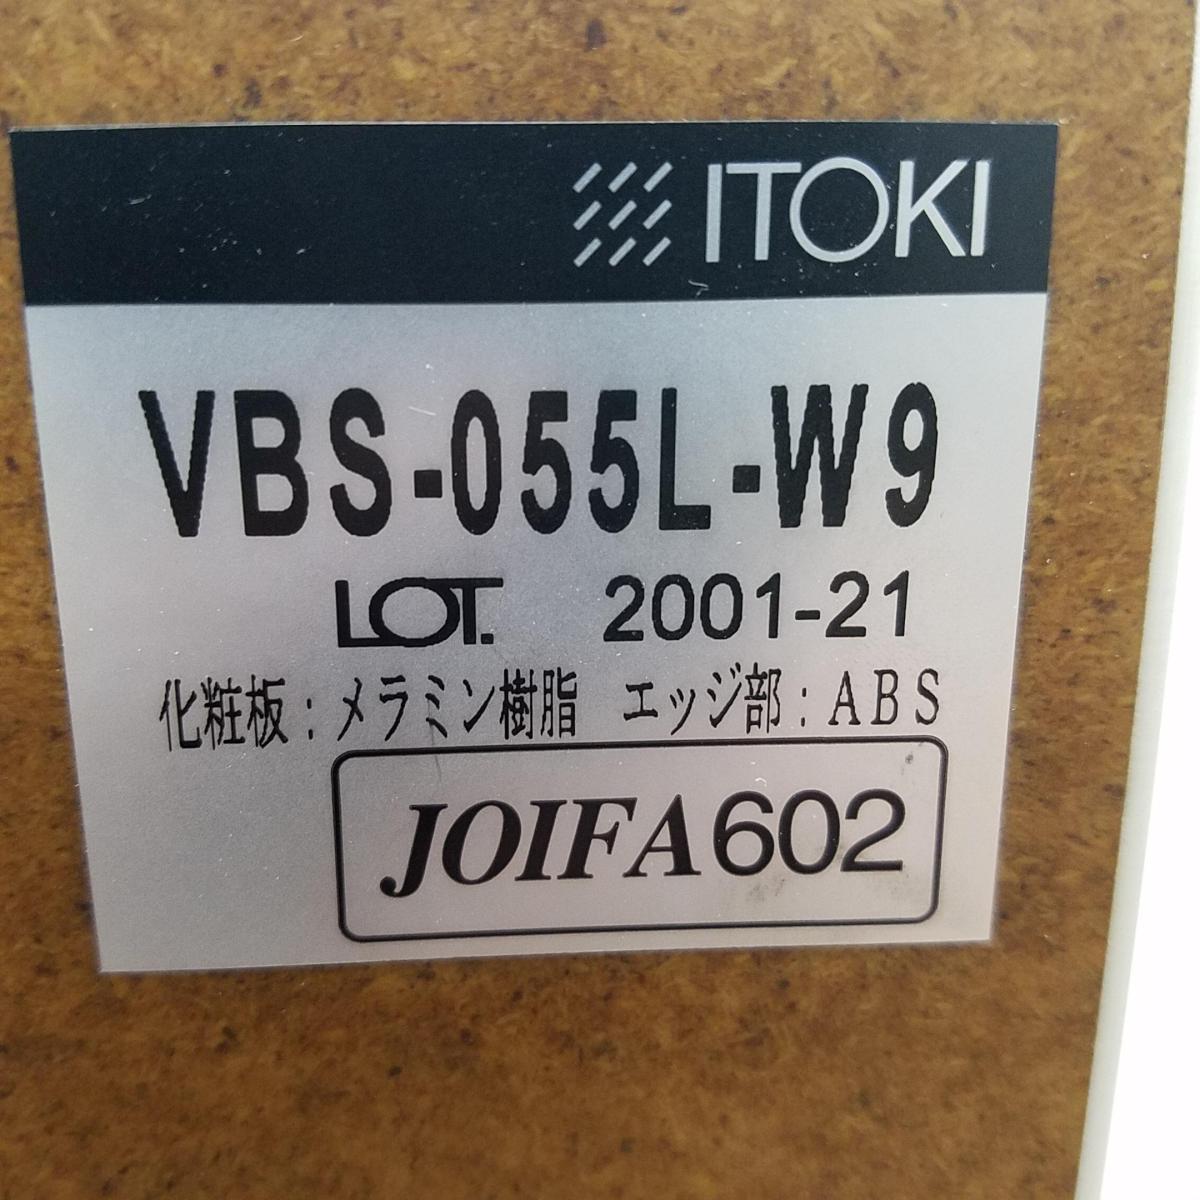 ITOKI
VBS-055L-W9
LOT. 2001-21
化粧板:メラミン樹脂 エッジ部:ABS
JOIFA602